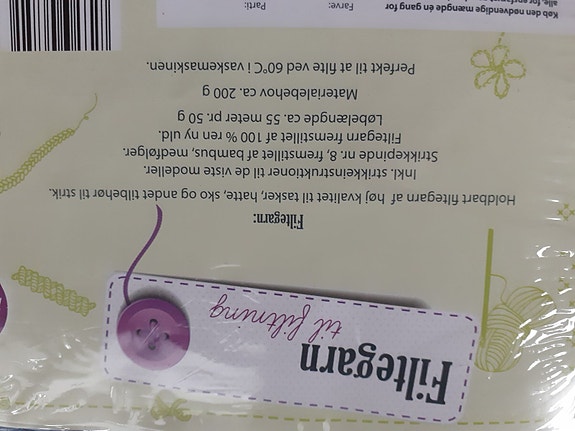 Filtegarn
til filtning
Filtegarn:
Holdbart filtegarn af høj kvalitet til tasker, hatte, sko og andet tilbehør til strik.
Inkl. strikkeinstruktioner til de viste modeller.
Strikkepinde nr. 8, fremstillet af bambus, medfølger.
Filtegarn fremstillet af 100 % ren ny uld.
Løbelængde ca. 55 meter pr. 50 g
Materialebehov ca. 200 g
Perfekt til at filte ved 60°C i vaskemaskinen.
Farve:
Parti:
Køb den nødvendige mængde én gang for